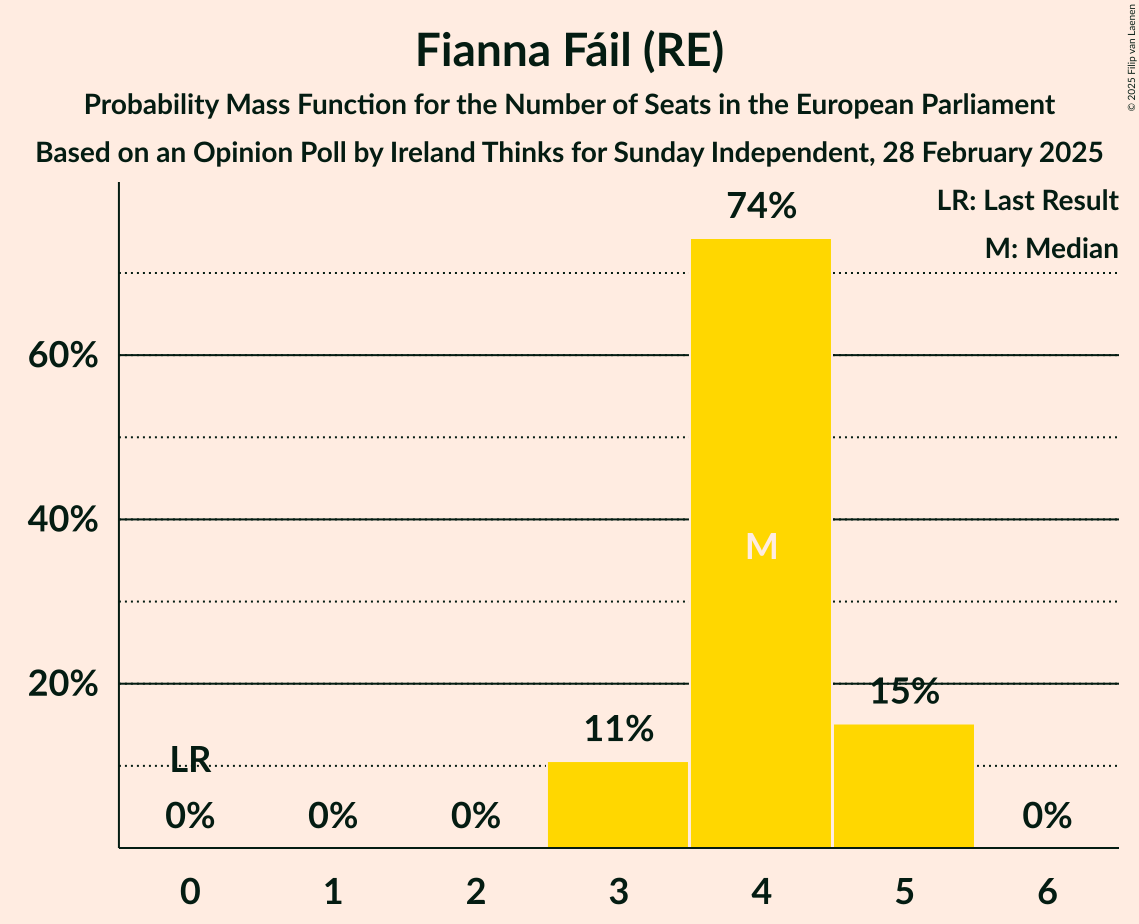 Fianna Fáil (RE)
Probability Mass Function for the Number of Seats in the European Parliament
Based on an Opinion Poll by Ireland Thinks for Sunday Independent, 28 February 2025
© 2025 Filip van Laenen
LR: Last Result
M: Median
74%
60%
40%
M
20%
15%
11%
LR
0% 0% 0% 0%
0 1 2 3 4 5 6